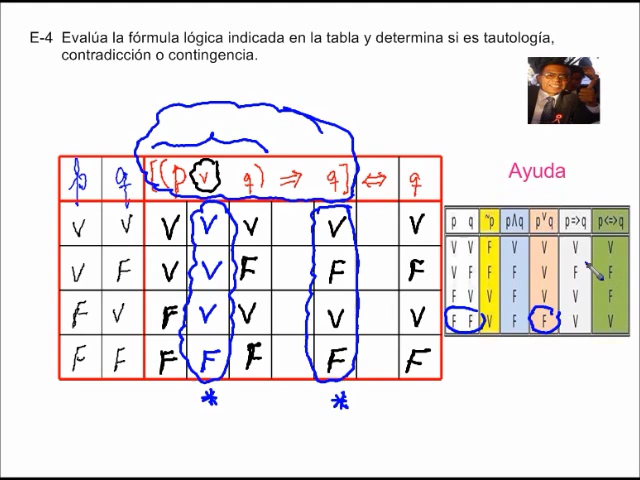 E-4 Evalúa la fórmula lógica indicada en la tabla y determina si es tautología,
contradicción o contingencia.
Ayuda
p q [(p v q) ⇒ q] ⇔ q
V V V V V V V
V F V V F F F
F V F V V V V
F F F F F F F
* *
p q ~p p∧q p∨q p=>q p<=>q
V V F V V V V
V F F F V F F
F V V F V V F
F F V F F V V